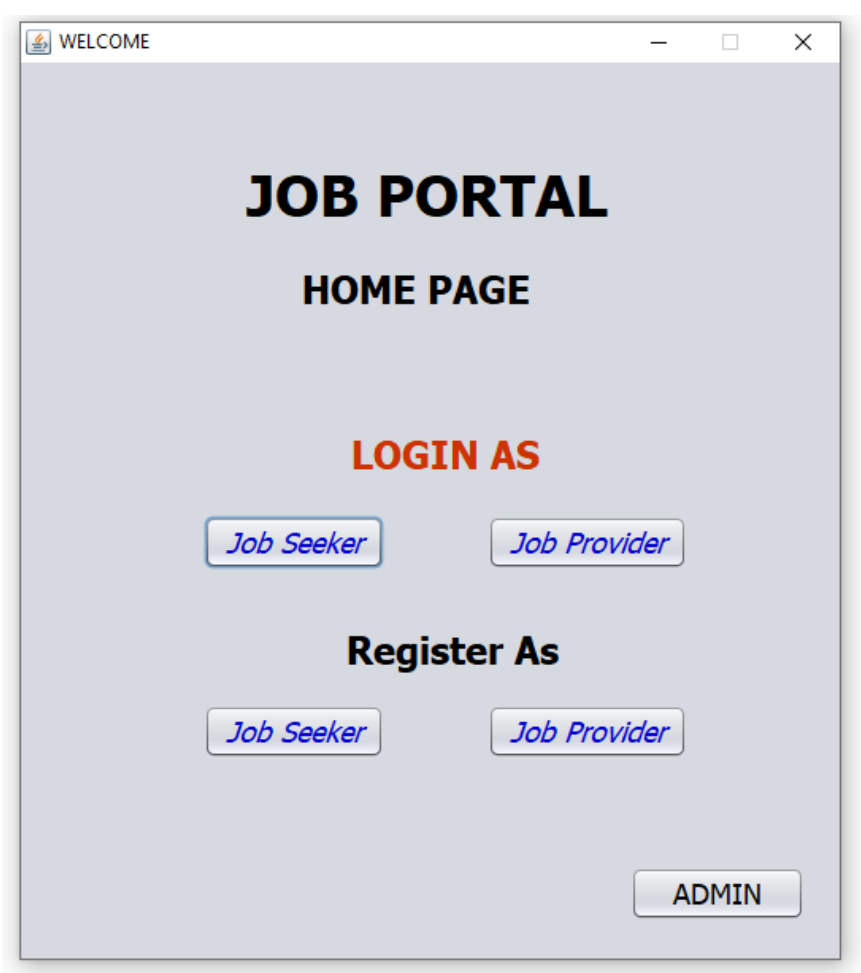 WELCOME
JOB PORTAL
HOME PAGE
LOGIN AS
Job Seeker Job Provider
Register As
Job Seeker Job Provider
ADMIN